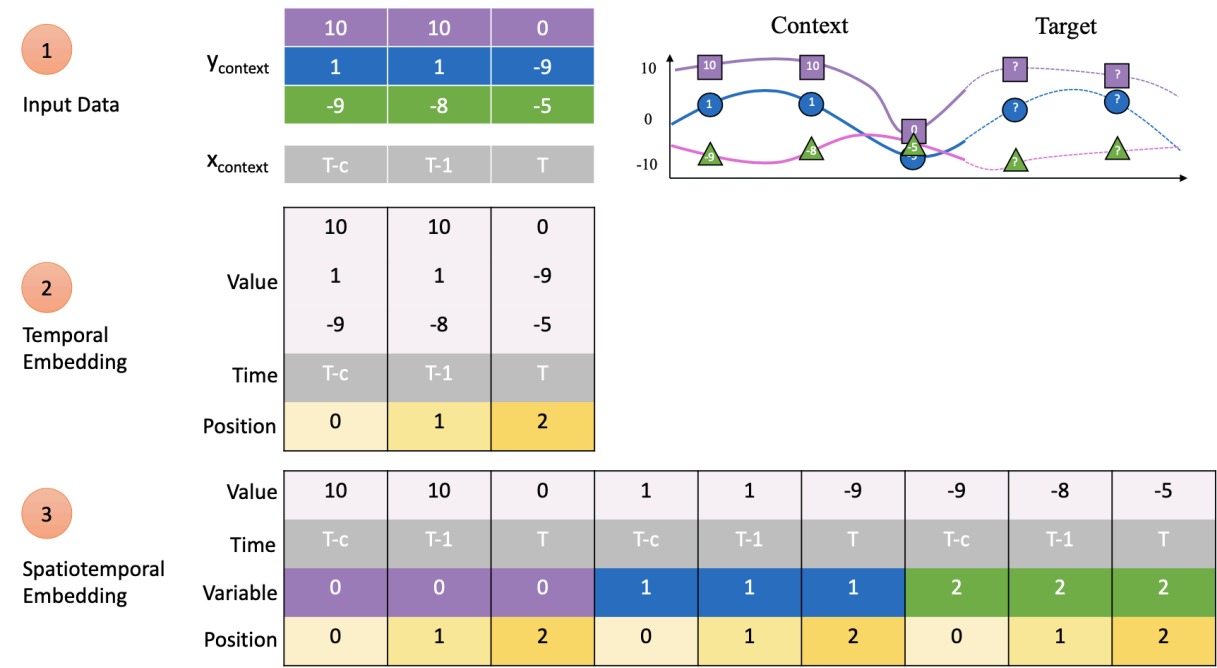 1
Input Data
y context
10 10 0
1 1 -9
-9 -8 -5
x context
T-c T-1 T
Context Target
10
0
-10
10 10 0 ? ?
1 1 ? ?
-9 -8 -5 ? ?
2
Temporal
Embedding
10 10 0
Value 1 1 -9
-9 -8 -5
Time T-c T-1 T
Position 0 1 2
3
Spatiotemporal
Embedding
Value 10 10 0 1 1 -9 -9 -8 -5
Time T-c T-1 T T-c T-1 T T-c T-1 T
Variable 0 0 0 1 1 1 2 2 2
Position 0 1 2 0 1 2 0 1 2